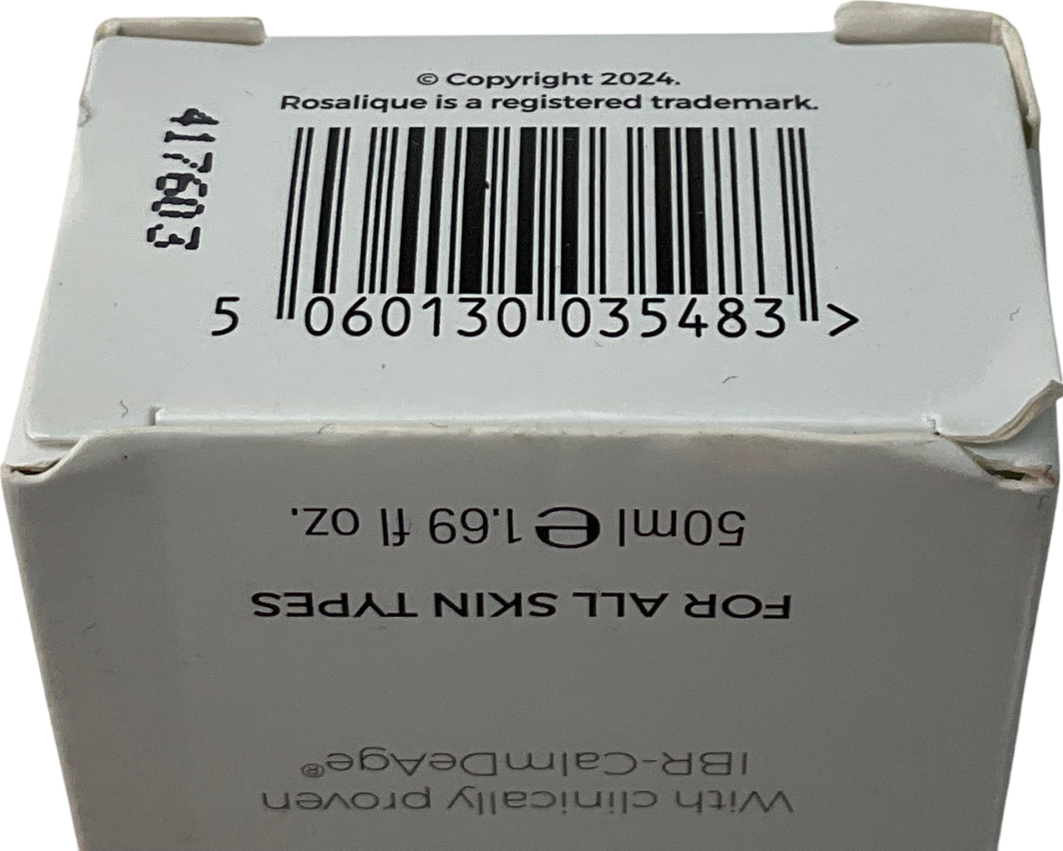 © Copyright 2024.
Rosalique is a registered trademark.
417603
5 060130 035483 >
50ml e 1.69 fl oz.
FOR ALL SKIN TYPES
With clinically proven
IBR-CalmDeAge®